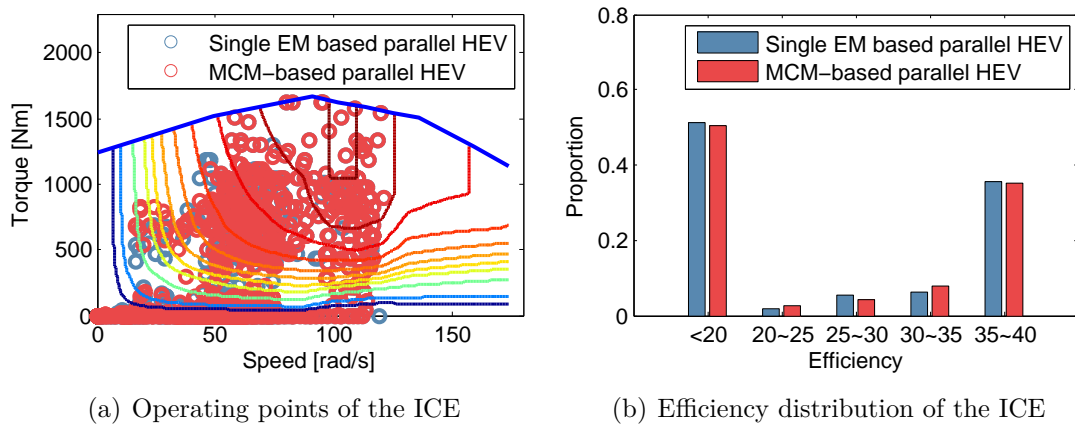 Torque [Nm]
2200
1500
1000
500
0
Single EM based parallel HEV
MCM−based parallel HEV
0 50 100 150
Speed [rad/s]
(a) Operating points of the ICE
Proportion
0.8
0.6
0.4
0.2
0
Single EM based parallel HEV
MCM−based parallel HEV
<20 20~25 25~30 30~35 35~40
Efficiency
(b) Efficiency distribution of the ICE